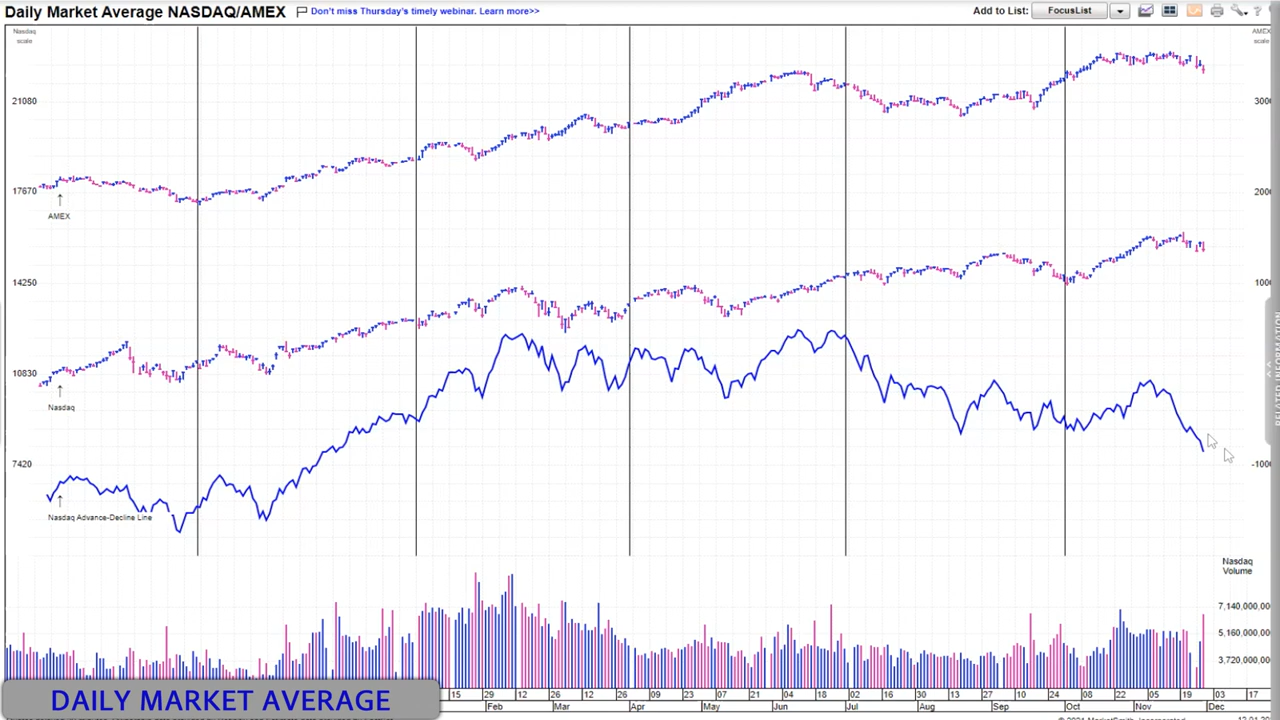 Daily Market Average NASDAQ/AMEX
Don't miss Thursday's timely webinar. Learn more>>
Add to List:
FocusList
Nasdaq
scale
AMEX
scale
21080
3000
17670
2000
AMEX
14250
1000
10830
Nasdaq
7420
-1000
Nasdaq Advance-Decline Line
Nasdaq
Volume
7,140,000,00
5,160,000,00
3,720,000,00
15 29 12 26 12 26 09 23 07 21 04 18 02 16 30 13 27 10 24 08 22 05 19 03 17
Feb Mar Apr May Jun Jul Aug Sep Oct Nov Dec
DAILY MARKET AVERAGE